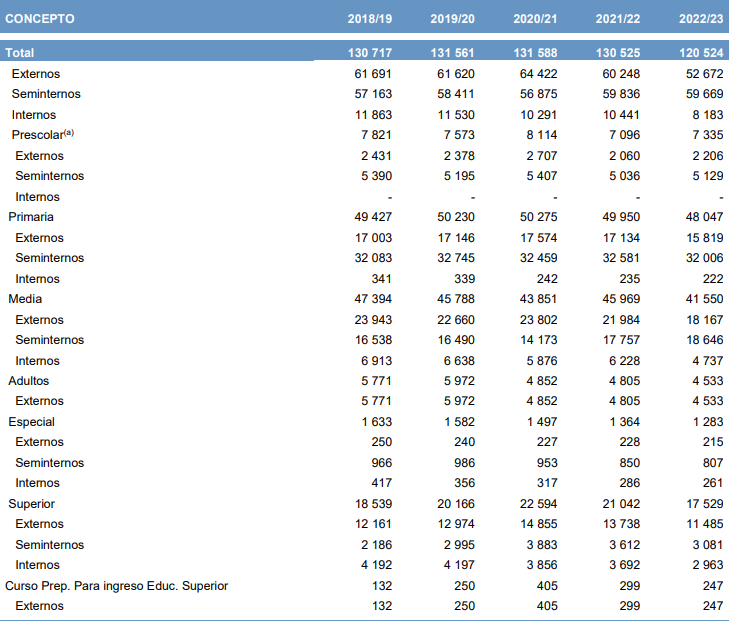 CONCEPTO 2018/19 2019/20 2020/21 2021/22 2022/23
Total 130 717 131 561 131 588 130 525 120 524
Externos 61 691 61 620 64 422 60 248 52 672
Seminternos 57 163 58 411 56 875 59 836 59 669
Internos 11 863 11 530 10 291 10 441 8 183
Prescolar(a) 7 821 7 573 8 114 7 096 7 335
Externos 2 431 2 378 2 707 2 060 2 206
Seminternos 5 390 5 195 5 407 5 036 5 129
Internos - - - - -
Primaria 49 427 50 230 50 275 49 950 48 047
Externos 17 003 17 146 17 574 17 134 15 819
Seminternos 32 083 32 745 32 459 32 581 32 006
Internos 341 339 242 235 222
Media 47 394 45 788 43 851 45 969 41 550
Externos 23 943 22 660 23 802 21 984 18 167
Seminternos 16 538 16 490 14 173 17 757 18 646
Internos 6 913 6 638 5 876 6 228 4 737
Adultos 5 771 5 972 4 852 4 805 4 533
Externos 5 771 5 972 4 852 4 805 4 533
Especial 1 633 1 582 1 497 1 364 1 283
Externos 250 240 227 228 215
Seminternos 966 986 953 850 807
Internos 417 356 317 286 261
Superior 18 539 20 166 22 594 21 042 17 529
Externos 12 161 12 974 14 855 13 738 11 485
Seminternos 2 186 2 995 3 883 3 612 3 081
Internos 4 192 4 197 3 856 3 692 2 963
Curso Prep. Para ingreso Educ. Superior 132 250 405 299 247
Externos 132 250 405 299 247